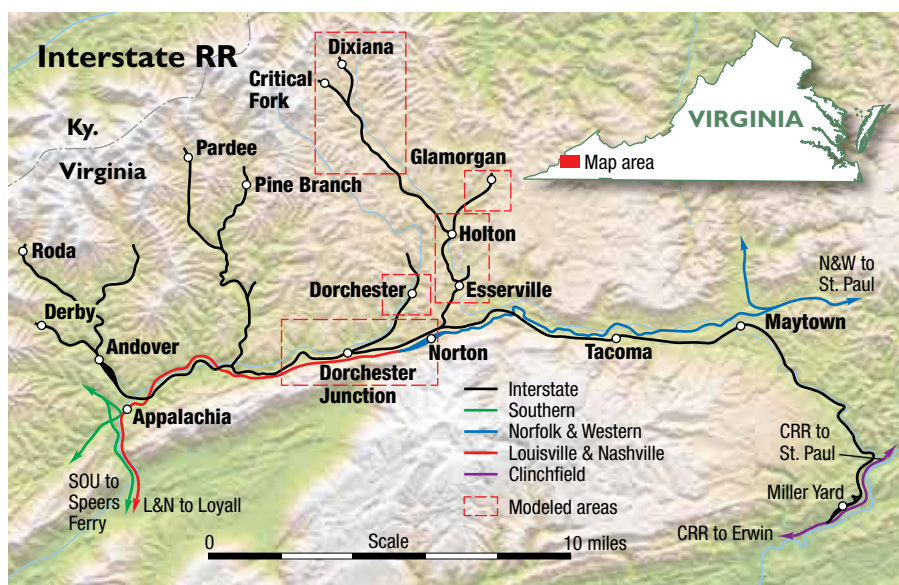 Interstate RR
Dixiana
Critical
Fork
Ky.
Virginia
Pardee
Pine Branch
Glamorgan
VIRGINIA
Map area
Roda
Holton
Derby
Dorchester
Esserville
N&W to
St. Paul
Andover
Norton
Tacoma
Maytown
Dorchester
Junction
Appalachia
Interstate
Southern
Norfolk & Western
Louisville & Nashville
Clinchfield
Modeled areas
CRR to
St. Paul
SOU to
Speers
Ferry
L&N to Loyall
Miller Yard
CRR to Erwin
0 Scale 10 miles